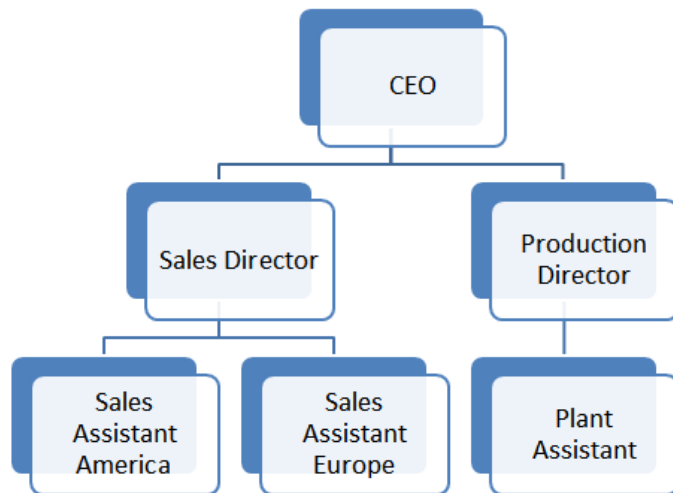 CEO
Sales Director
Production
Director
Sales
Assistant
America
Sales
Assistant
Europe
Plant
Assistant